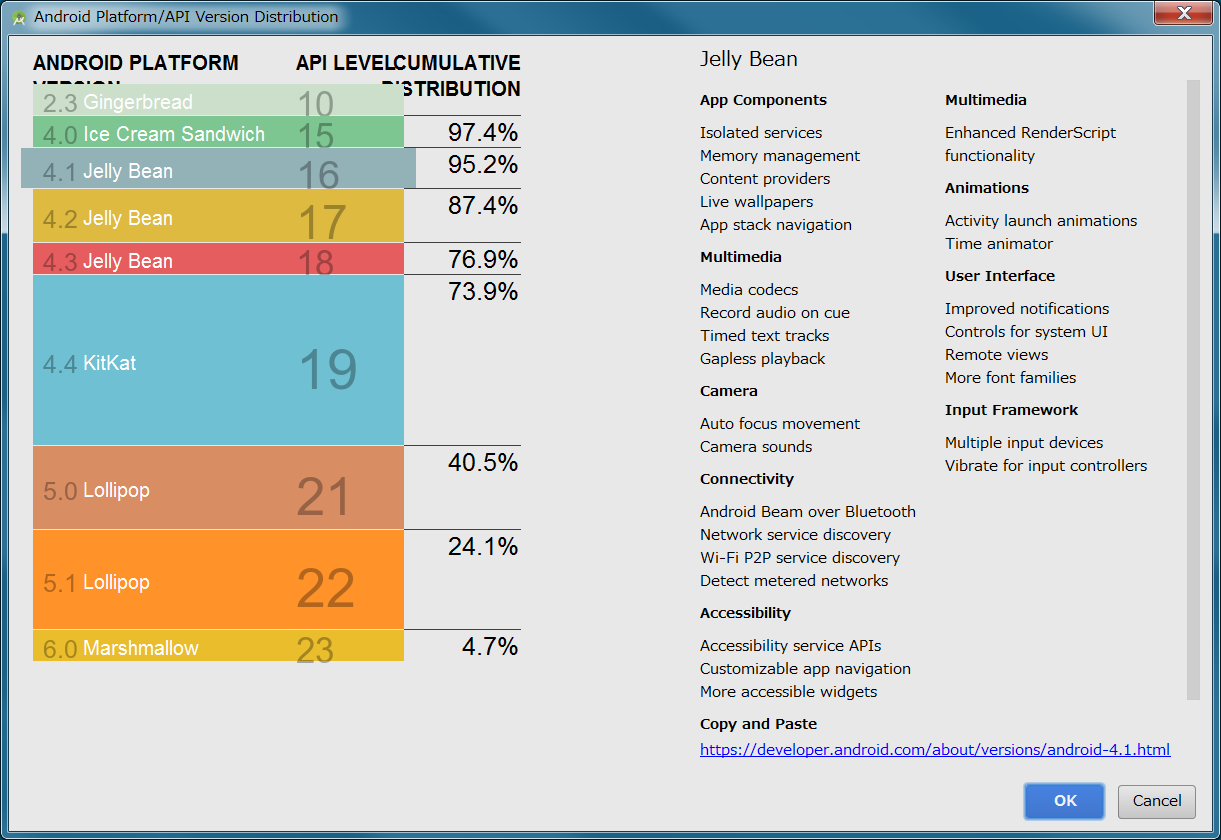 Android Platform/API Version Distribution
ANDROID PLATFORM
VERSION
API LEVEL
CUMULATIVE
DISTRIBUTION
2.3 Gingerbread 10
4.0 Ice Cream Sandwich 15 97.4%
4.1 Jelly Bean 16 95.2%
4.2 Jelly Bean 17 87.4%
4.3 Jelly Bean 18 76.9%
4.4 KitKat 19 73.9%
5.0 Lollipop 21 40.5%
5.1 Lollipop 22 24.1%
6.0 Marshmallow 23 4.7%
Jelly Bean
App Components
Isolated services
Memory management
Content providers
Live wallpapers
App stack navigation
Multimedia
Media codecs
Record audio on cue
Timed text tracks
Gapless playback
Camera
Auto focus movement
Camera sounds
Connectivity
Android Beam over Bluetooth
Network service discovery
Wi-Fi P2P service discovery
Detect metered networks
Accessibility
Accessibility service APIs
Customizable app navigation
More accessible widgets
Copy and Paste
Multimedia
Enhanced RenderScript
functionality
Animations
Activity launch animations
Time animator
User Interface
Improved notifications
Controls for system UI
Remote views
More font families
Input Framework
Multiple input devices
Vibrate for input controllers
https://developer.android.com/about/versions/android-4.1.html
OK
Cancel